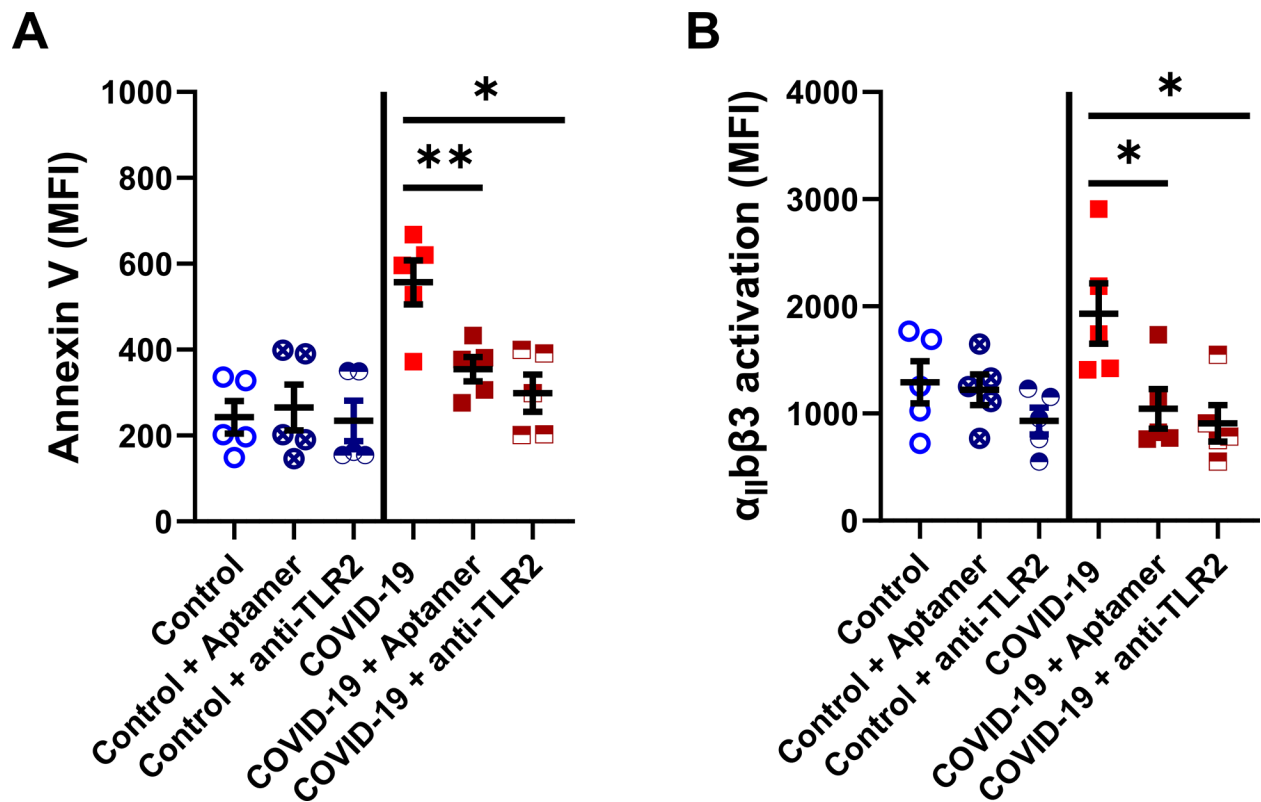 A
Annexin V (MFI)
1000
800
600
400
200
0
*
**
Control
Control + Aptamer
Control + anti-TLR2
COVID-19
COVID-19 + Aptamer
COVID-19 + anti-TLR2
B
αIIbβ3 activation (MFI)
4000
3000
2000
1000
0
*
*
Control
Control + Aptamer
Control + anti-TLR2
COVID-19
COVID-19 + Aptamer
COVID-19 + anti-TLR2